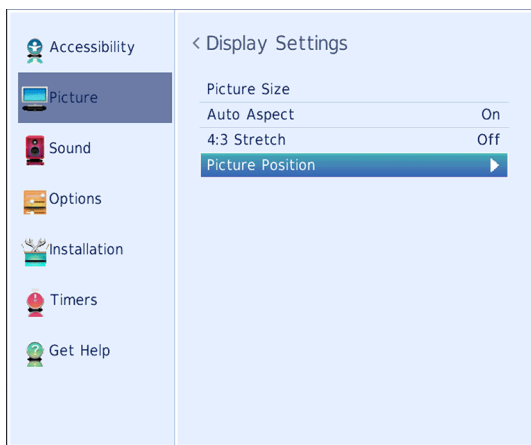 Accessibility
Picture
Sound
Options
Installation
Timers
Get Help
< Display Settings
Picture Size
Auto Aspect On
4:3 Stretch Off
Picture Position